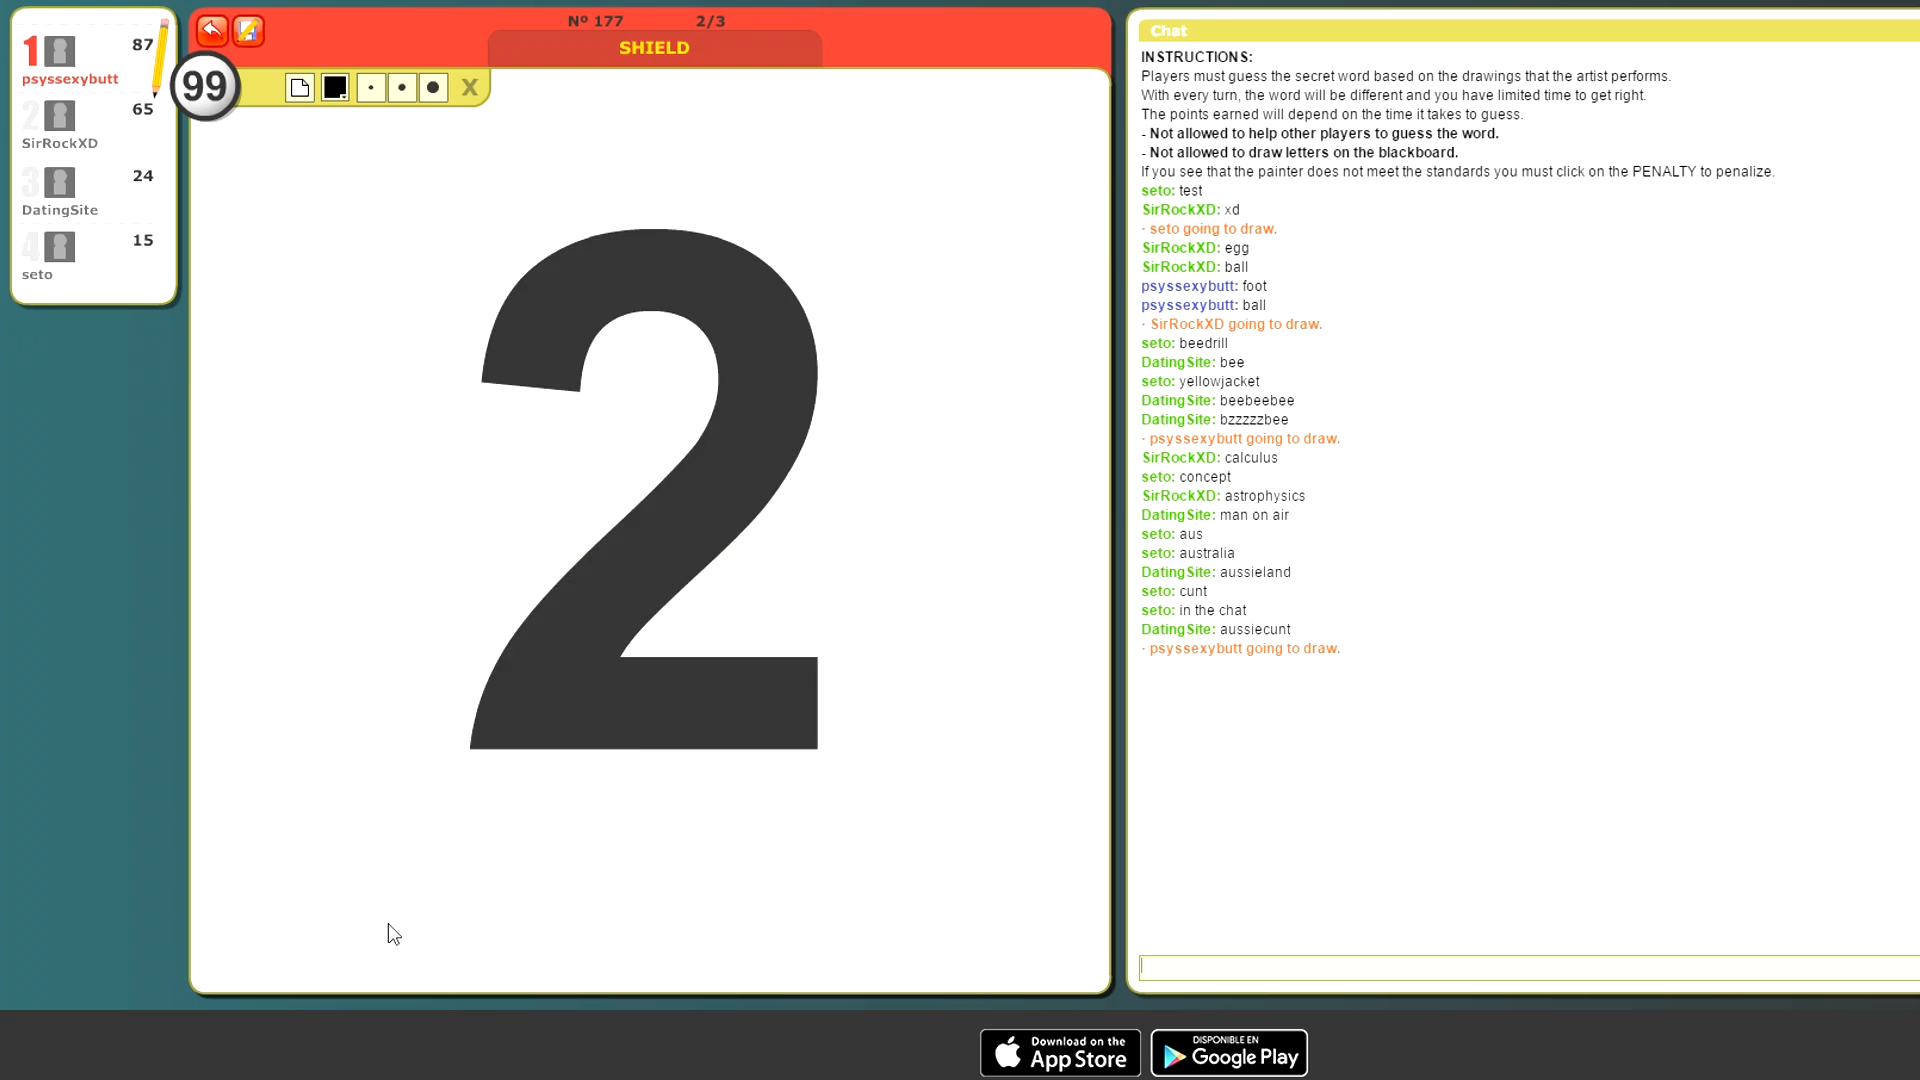 1
87
psyssexybutt
2
65
SirRockXD
3
24
DatingSite
4
15
seto
Nº 177
2/3
SHIELD
99
X
2
Chat
INSTRUCTIONS:
Players must guess the secret word based on the drawings that the artist performs.
With every turn, the word will be different and you have limited time to get right.
The points earned will depend on the time it takes to guess.
- Not allowed to help other players to guess the word.
- Not allowed to draw letters on the blackboard.
If you see that the painter does not meet the standards you must click on the PENALTY to penalize.
seto: test
SirRockXD: xd
· seto going to draw.
SirRockXD: egg
SirRockXD: ball
psyssexybutt: foot
psyssexybutt: ball
· SirRockXD going to draw.
seto: beedrill
DatingSite: bee
seto: yellowjacket
DatingSite: beebeebee
DatingSite: bzzzzzbee
· psyssexybutt going to draw.
SirRockXD: calculus
seto: concept
SirRockXD: astrophysics
DatingSite: man on air
seto: aus
seto: australia
DatingSite: aussieland
seto: cunt
seto: in the chat
DatingSite: aussiecunt
· psyssexybutt going to draw.
Download on the
App Store
DISPONIBLE EN
Google Play